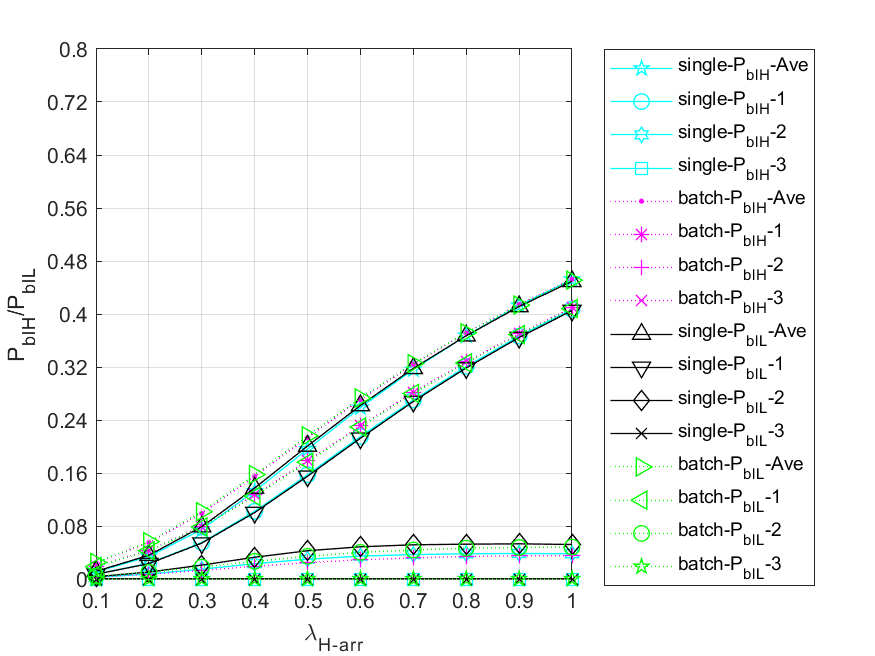 0.8
0.72
0.64
0.56
0.48
0.4
0.32
0.24
0.16
0.08
0
P_blH/P_blL
0.1 0.2 0.3 0.4 0.5 0.6 0.7 0.8 0.9 1
λ_H-arr
single-P_blH-Ave
single-P_blH-1
single-P_blH-2
single-P_blH-3
batch-P_blH-Ave
batch-P_blH-1
batch-P_blH-2
batch-P_blH-3
single-P_blL-Ave
single-P_blL-1
single-P_blL-2
single-P_blL-3
batch-P_blL-Ave
batch-P_blL-1
batch-P_blL-2
batch-P_blL-3